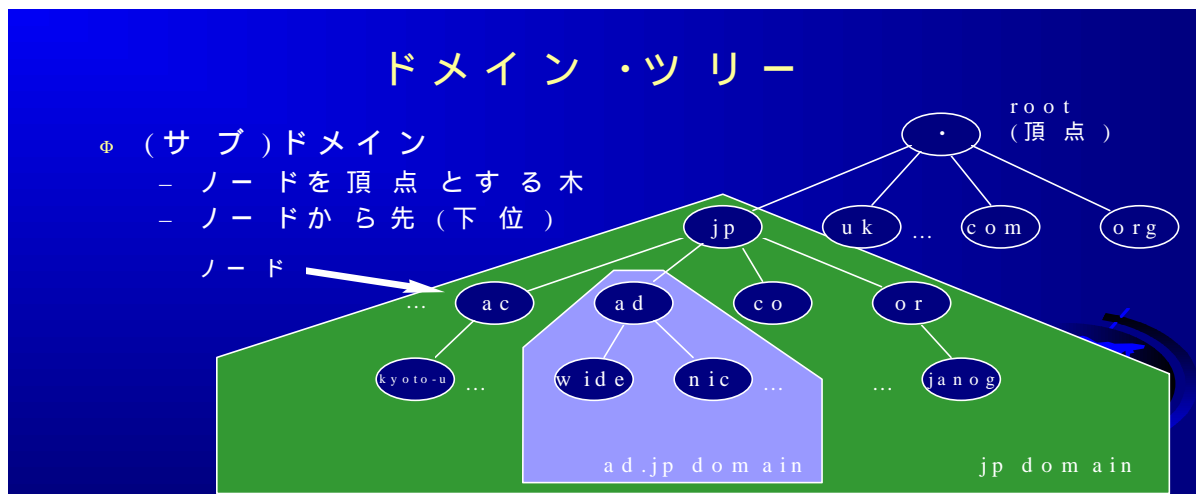 ドメイン・ツリー
root
(頂点)
・
Φ (サブ)ドメイン
– ノードを頂点とする木
– ノードから先(下位)
jp uk … com org
ノード
… ac ad co or
kyoto-u … wide nic … … janog
ad.jp domain jp domain